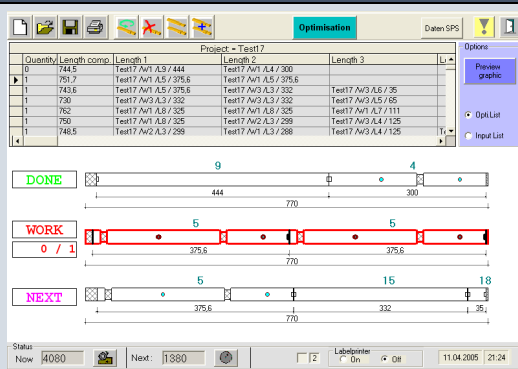 Optimisation
Daten SPS
Project = Test17
Options
Quantity Length comp. Length 1 Length 2 Length 3
0 744,5 Test17 /W1 /L9 / 444 Test17 /W1 /L4 / 300
1 751,7 Test17 /W1 /L5 / 375,6 Test17 /W1 /L5 / 375,6
1 743,6 Test17 /W1 /L5 / 375,6 Test17 /W3 /L3 / 332 Test17 /W3 /L6 / 35
1 730 Test17 /W3 /L3 / 332 Test17 /W3 /L3 / 332 Test17 /W3 /L5 / 65
1 762 Test17 /W1 /L8 / 325 Test17 /W1 /L8 / 325 Test17 /W1 /L7 / 111
1 750 Test17 /W1 /L8 / 325 Test17 /W2 /L3 / 299 Test17 /W3 /L4 / 125
1 748,5 Test17 /W2 /L3 / 299 Test17 /W1 /L3 / 288 Test17 /W3 /L4 / 125
Preview
graphic
Opti.List
Input List
DONE
9 4
444 300
770
WORK
0 / 1
5 5
375,6 375,6
770
NEXT
5 15 18
375,6 332 35
770
Status
Now 4080 Next: 1380 2
Labelprinter
On Off
11.04.2005 21:24